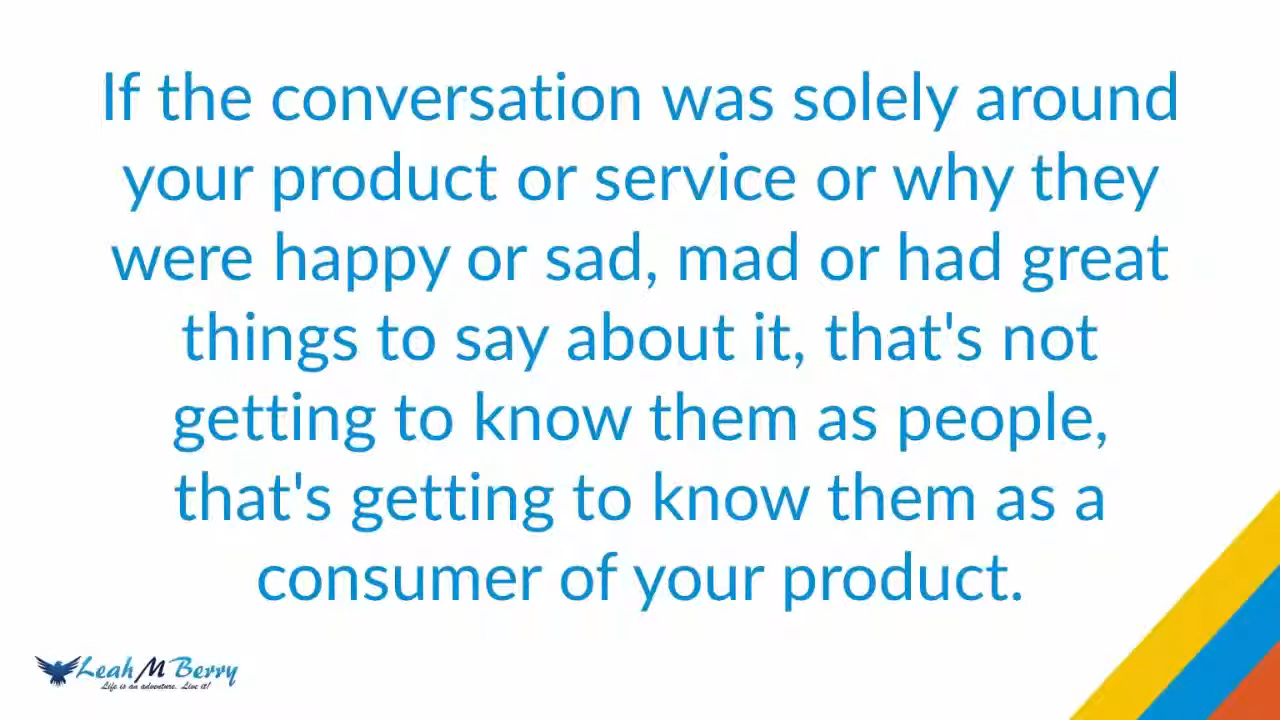 If the conversation was solely around
your product or service or why they
were happy or sad, mad or had great
things to say about it, that's not
getting to know them as people,
that's getting to know them as a
consumer of your product.
Leah M Berry
Life is an adventure. Live it!